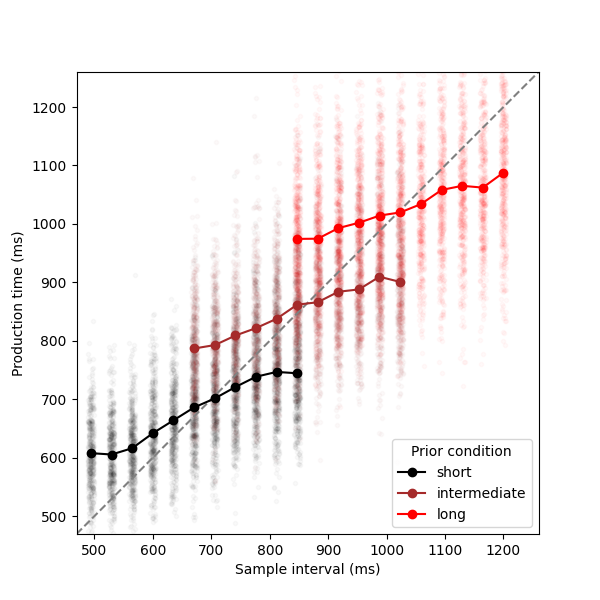 1200
1100
1000
900
800
700
600
500
Production time (ms)
500 600 700 800 900 1000 1100 1200
Sample interval (ms)
Prior condition
short
intermediate
long